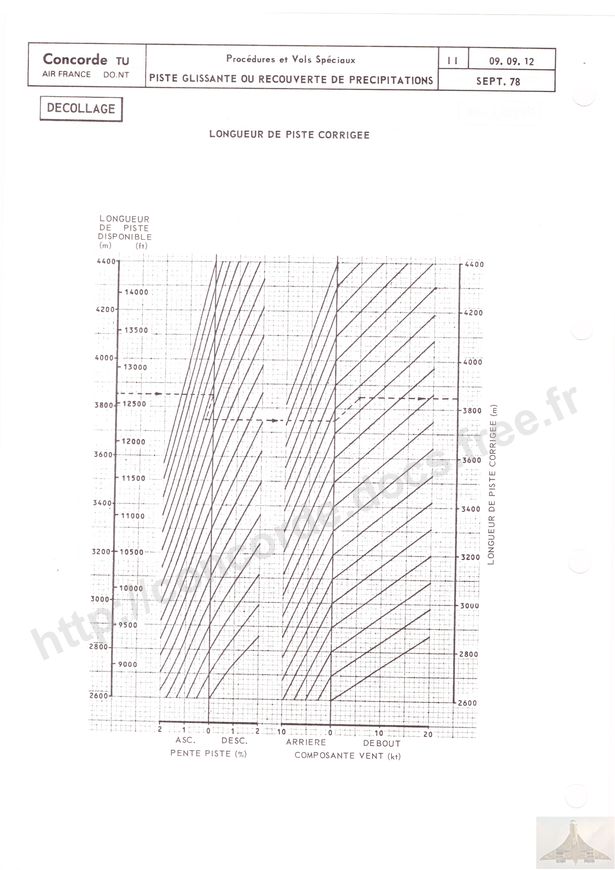 Concorde TU
AIR FRANCE DO.NT
Procédures et Vols Spéciaux
PISTE GLISSANTE OU RECOUVERTE DE PRECIPITATIONS
11
09. 09. 12
SEPT. 78
DECOLLAGE
LONGUEUR DE PISTE CORRIGEE
LONGUEUR
DE PISTE
DISPONIBLE
(m) (ft)
4400
14000
4200
13500
4000
13000
3800
12500
12000
3600
11500
3400
11000
3200
10500
10000
3000
9500
2800
9000
2600
4400
4200
4000
3800
3600
3400
3200
3000
2800
2600
LONGUEUR DE PISTE CORRIGEE (m)
2 1 0 1 2 10 0 10 20
ASC. DESC. ARRIERE DEBOUT
PENTE PISTE (%) COMPOSANTE VENT (kt)
http://concorde.docs.free.fr